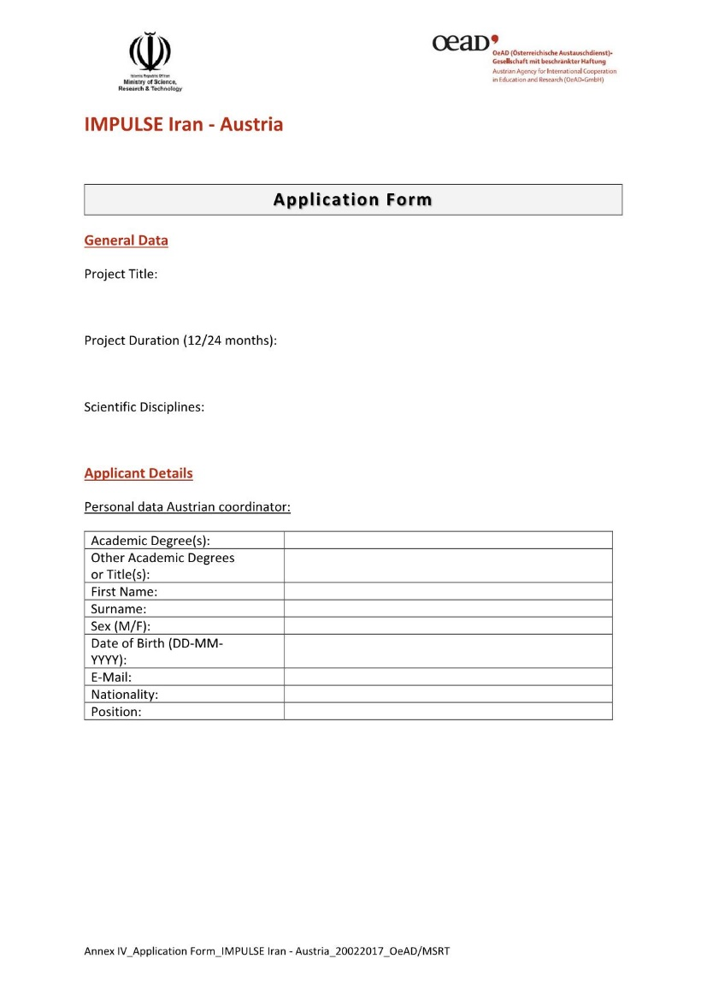 Islamic Republic Of Iran
Ministry of Science,
Research & Technology
OeAD
OeAD (Österreichische Austauschdienst)-
Gesellschaft mit beschränkter Haftung
Austrian Agency for International Cooperation
in Education and Research (OeAD-GmbH)
IMPULSE Iran - Austria
Application Form
General Data
Project Title:
Project Duration (12/24 months):
Scientific Disciplines:
Applicant Details
Personal data Austrian coordinator:
Academic Degree(s):
Other Academic Degrees
or Title(s):
First Name:
Surname:
Sex (M/F):
Date of Birth (DD-MM-
YYYY):
E-Mail:
Nationality:
Position:
Annex IV_Application Form_IMPULSE Iran - Austria_20022017_OeAD/MSRT